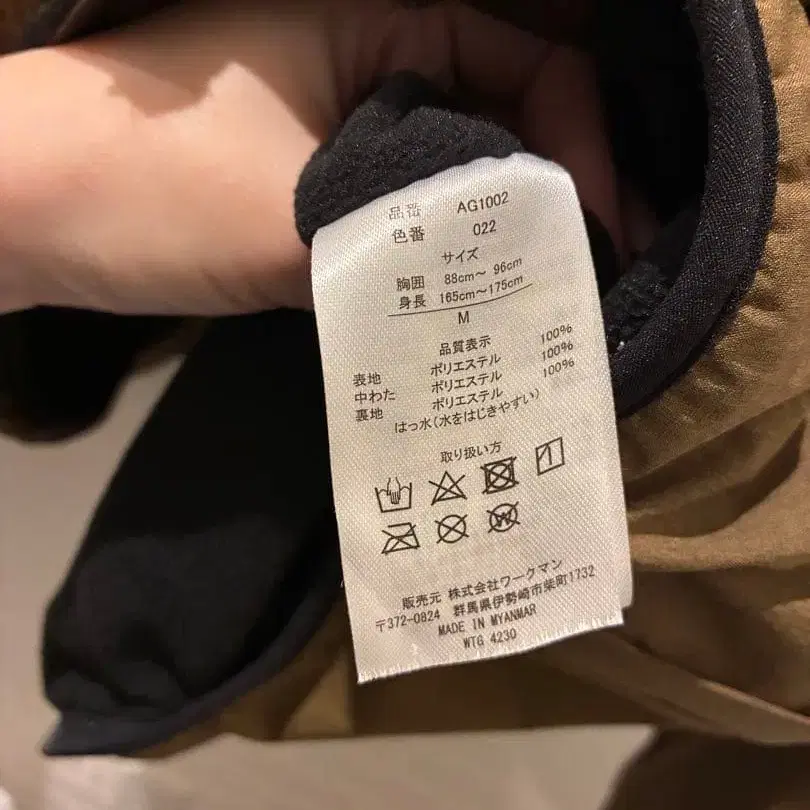 品番 AG1002
色番 022
サイズ
胸囲 88cm～ 96cm
身長 165cm～175cm
M
品質表示
表地 ポリエステル 100%
中わた ポリエステル 100%
裏地 ポリエステル 100%
はっ水(水をはじきやすい)
取り扱い方
W
販売元 株式会社ワークマン
〒372-0824 群馬県伊勢崎市柴町1732
MADE IN MYANMAR
WTG 4230